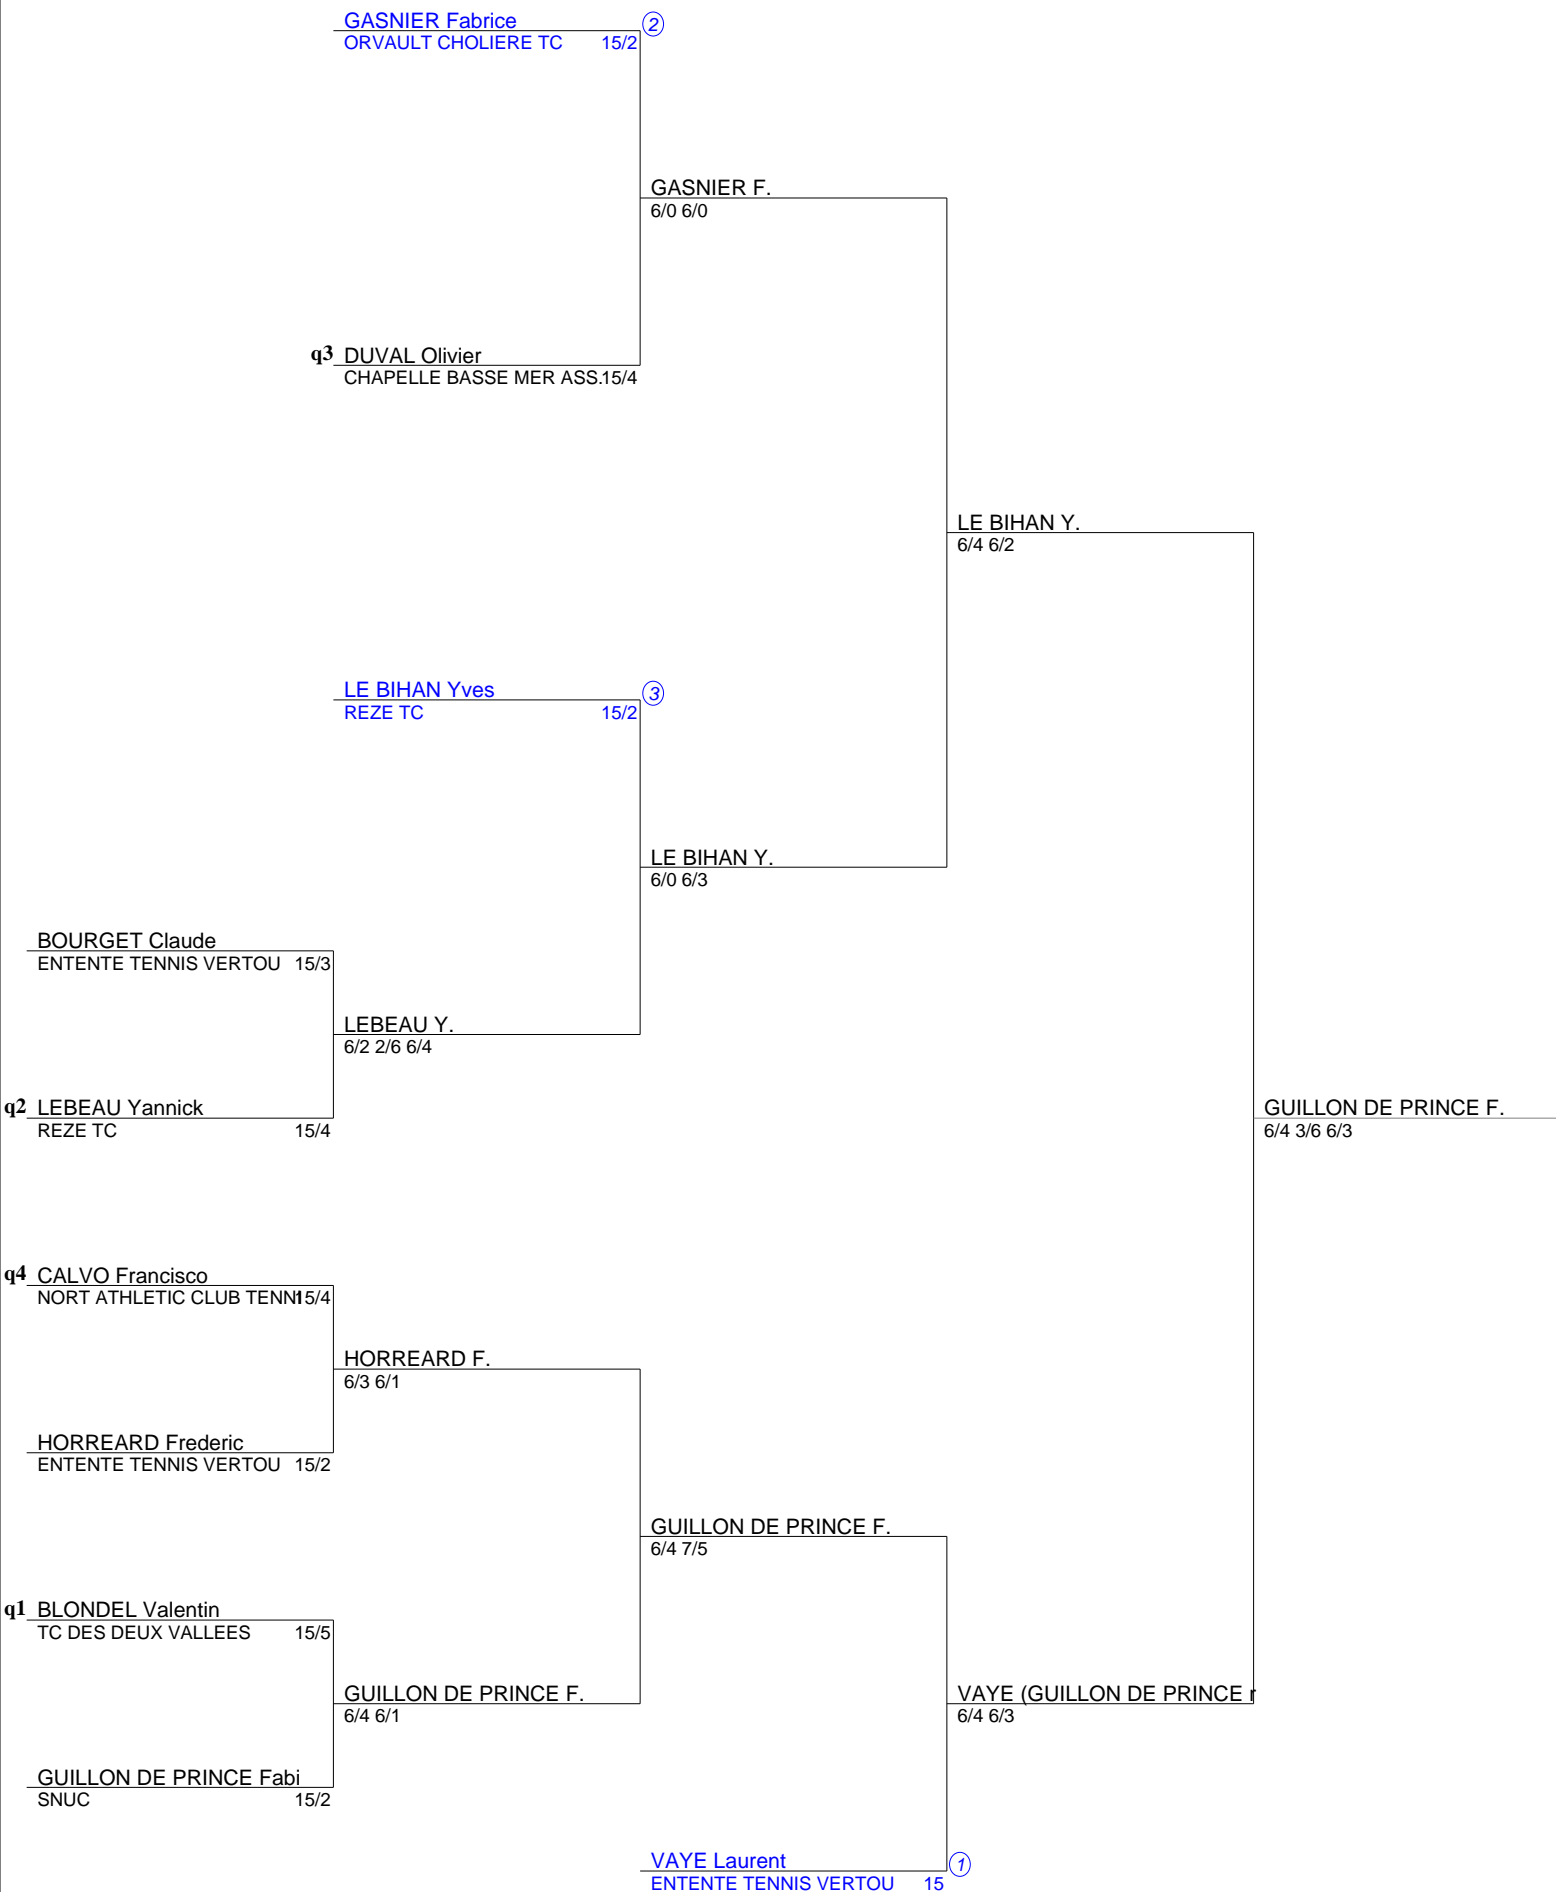 GASNIER Fabrice 2
ORVAULT CHOLIERE TC 15/2
GASNIER F.
6/0 6/0
q3 DUVAL Olivier
CHAPELLE BASSE MER ASS. 15/4
LE BIHAN Y.
6/4 6/2
LE BIHAN Yves 3
REZE TC 15/2
LE BIHAN Y.
6/0 6/3
BOURGET Claude
ENTENTE TENNIS VERTOU 15/3
LEBEAU Y.
6/2 2/6 6/4
q2 LEBEAU Yannick
REZE TC 15/4
GUILLON DE PRINCE F.
6/4 3/6 6/3
q4 CALVO Francisco
NORT ATHLETIC CLUB TENN 15/4
HORREARD F.
6/3 6/1
HORREARD Frederic
ENTENTE TENNIS VERTOU 15/2
GUILLON DE PRINCE F.
6/4 7/5
q1 BLONDEL Valentin
TC DES DEUX VALLEES 15/5
GUILLON DE PRINCE F.
6/4 6/1
VAYE (GUILLON DE PRINCE r
6/4 6/3
GUILLON DE PRINCE Fabi
SNUC 15/2
VAYE Laurent 1
ENTENTE TENNIS VERTOU 15